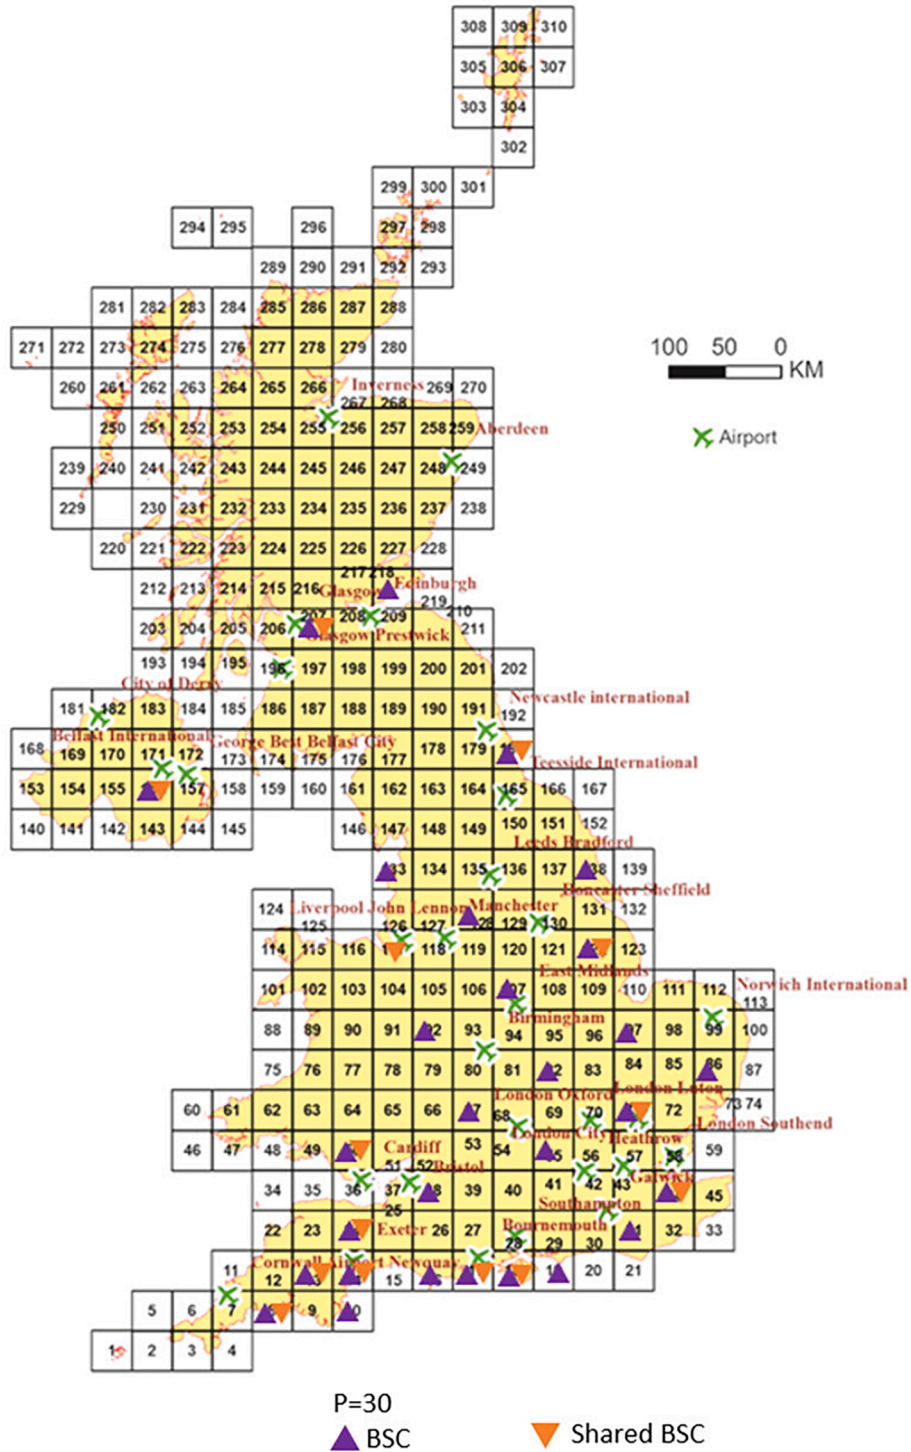 308 309 310
305 306 307
303 304
302
299 300 301
294 295 296 297 298
289 290 291 292 293
281 282 283 284 285 286 287 288
271 272 273 274 275 276 277 278 279 280
100 50 0 KM
260 261 262 263 264 265 266 Inverness 269 270
267 268
250 251 252 253 254 255 256 257 258 259 Aberdeen
Airport
239 240 241 242 243 244 245 246 247 248 249
229 230 231 232 233 234 235 236 237 238
220 221 222 223 224 225 226 227 228
217 218
212 213 214 215 216 Glasgow Edinburgh
219 210
203 204 205 206 207 208 209 211
Glasgow Prestwick
193 194 195 196 197 198 199 200 201 202
City of Derry
Newcastle international
181 182 183 184 185 186 187 188 189 190 191 192
Belfast International George Best Belfast City
168 169 170 171 172 173 174 175 176 177 178 179
Teesside International
153 154 155 157 158 159 160 161 162 163 164 165 166 167
140 141 142 143 144 145 146 147 148 149 150 151 152
Leeds Bradford
33 134 135 136 137 38 139
Doncaster Sheffield
124 125 Liverpool John Lennon Manchester 131 132
126 127 28 129 130
114 115 116 118 119 120 121 123
East Midlands
101 102 103 104 105 106 07 108 109 110 111 112 113
Norwich International
88 89 90 91 2 93 94 95 96 7 98 99 100
Birmingham
75 76 77 78 79 80 81 2 83 84 85 86 87
London Oxford London Luton
60 61 62 63 64 65 66 7 68 69 70 72 73 74
London Southend
London City Heathrow
46 47 48 49 Cardiff 51 52 53 54 55 56 57 58 59
Bristol
Gatwick
34 35 36 37 8 39 40 41 42 43 45
Southampton
25
22 23 Exeter 26 27 28 29 30 1 32 33
Bournemouth
Cornwall Airport Newquay
11 12 15 20 21
5 6 7 9 0
1 2 3 4
P=30
BSC
Shared BSC